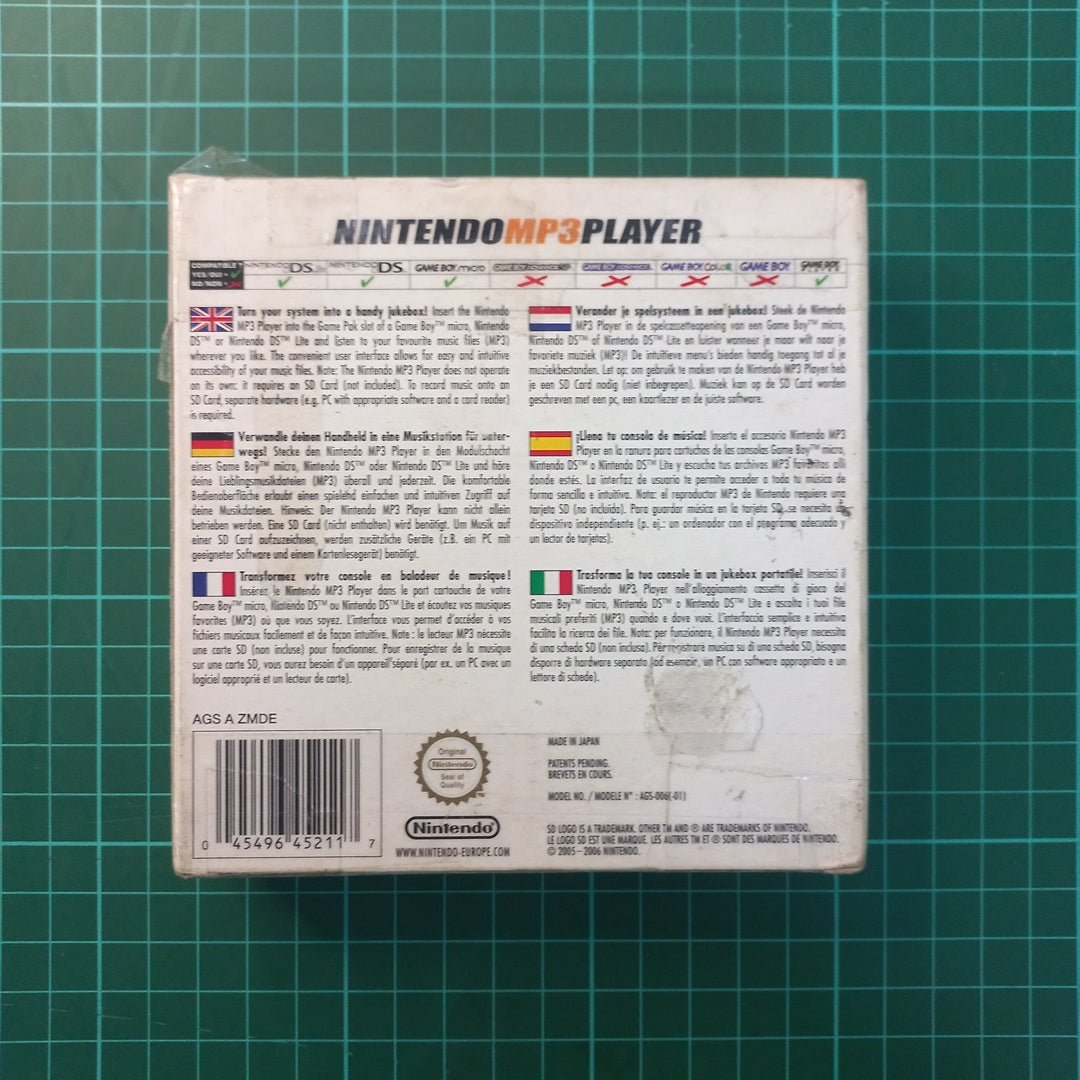 NINTENDOMP3PLAYER
COMPATIBLE?
YES/OUI =
NO/NON =
NINTENDO DS Lite
NINTENDO DS
GAME BOY micro
GAME BOY ADVANCE SP
GAME BOY ADVANCE
GAME BOY COLOR
GAME BOY
GAME BOY PLAYER
Turn your system into a handy jukebox! Insert the Nintendo
MP3 Player into the Game Pak slot of a Game Boy™ micro, Nintendo
DS™ or Nintendo DS™ Lite and listen to your favourite music files (MP3)
wherever you like. The convenient user interface allows for easy and intuitive
accessibility of your music files. Note: The Nintendo MP3 Player does not operate
on its own: it requires an SD Card (not included). To record music onto an
SD Card, separate hardware (e.g. PC with appropriate software and a card reader)
is required.
Verwandle deinen Handheld in eine Musikstation für unter-
wegs! Stecke den Nintendo MP3 Player in den Modulschacht
eines Game Boy™ micro, Nintendo DS™ oder Nintendo DS™ Lite und höre
deine Lieblingsmusikdateien (MP3) überall und jederzeit. Die komfortable
Bedienoberfläche erlaubt einen spielend einfachen und intuitiven Zugriff auf
deine Musikdateien. Hinweis: Der Nintendo MP3 Player kann nicht allein
betrieben werden. Eine SD Card (nicht enthalten) wird benötigt. Um Musik auf
einer SD Card aufzuzeichnen, werden zusätzliche Geräte (z.B. ein PC mit
geeigneter Software und einem Kartenlesegerät) benötigt.
Transformez votre console en baladeur de musique!
Insérez le Nintendo MP3 Player dans le port cartouche de votre
Game Boy™ micro, Nintendo DS™ ou Nintendo DS™ Lite et écoutez vos musiques
favorites (MP3) où que vous soyez. L'interface vous permet d'accéder à vos
fichiers musicaux facilement et de façon intuitive. Note : le lecteur MP3 nécessite
une carte SD (non incluse) pour fonctionner. Pour enregistrer de la musique
sur une carte SD, vous aurez besoin d'un appareil séparé (par ex. un PC avec un
logiciel approprié et un lecteur de carte).
Verander je spelsysteem in een jukebox! Steek de Nintendo
MP3 Player in de spelcassetteopening van een Game Boy™ micro,
Nintendo DS™ of Nintendo DS™ Lite en luister wanneer je maar wilt naar je
favoriete muziek (MP3)! De intuïtieve menu's bieden handig toegang tot al je
muziekbestanden. Let op: om gebruik te maken van de Nintendo MP3 Player heb
je een SD Card nodig (niet inbegrepen). Muziek kan op de SD Card worden
geschreven met een pc, een kaartlezer en de juiste software.
¡Llena tu consola de música! Inserta el accesorio Nintendo MP3
Player en la ranura para cartuchos de las consolas Game Boy™ micro,
Nintendo DS™ o Nintendo DS™ Lite y escucha tus archivos MP3 favoritos allí
donde estés. La interfaz de usuario te permite acceder a toda tu música de
forma sencilla e intuitiva. Nota: el reproductor MP3 de Nintendo requiere una
tarjeta SD (no incluida). Para guardar música en la tarjeta SD, se necesita un
dispositivo independiente (p. ej.: un ordenador con el programa adecuado y
un lector de tarjetas).
Trasforma la tua console in un jukebox portatile! Inserisci il
Nintendo MP3 Player nell'alloggiamento cassetta di gioco del
Game Boy™ micro, Nintendo DS™ o Nintendo DS™ Lite e ascolta i tuoi file
musicali preferiti (MP3) quando e dove vuoi. L'interfaccia semplice e intuitiva
facilita la ricerca dei file. Nota: per funzionare, il Nintendo MP3 Player necessita
di una scheda SD (non inclusa). Per registrare musica su di una scheda SD, bisogna
disporre di hardware separato (ad esempio, un PC con software appropriato e un
lettore di schede).
AGS A ZMDE
0 45496 45211 7
Original
Nintendo
Seal of
Quality
Nintendo®
WWW.NINTENDO-EUROPE.COM
MADE IN JAPAN
PATENTS PENDING.
BREVETS EN COURS.
MODEL NO. / MODELE N° : AGS-006(-01)
SD LOGO IS A TRADEMARK. OTHER TM AND ® ARE TRADEMARKS OF NINTENDO.
LE LOGO SD EST UNE MARQUE. LES AUTRES TM ET ® SONT DES MARQUES DE NINTENDO.
© 2005–2006 NINTENDO.